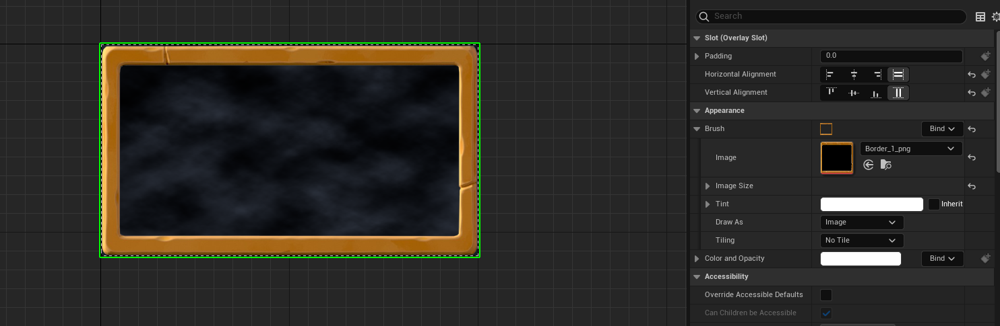 Search
Slot (Overlay Slot)
Padding
0.0
Horizontal Alignment
Vertical Alignment
Appearance
Brush
Bind
Image
Border_1_png
Image Size
Tint
Inherit
Draw As
Image
Tiling
No Tile
Color and Opacity
Bind
Accessibility
Override Accessible Defaults
Can Children be Accessible